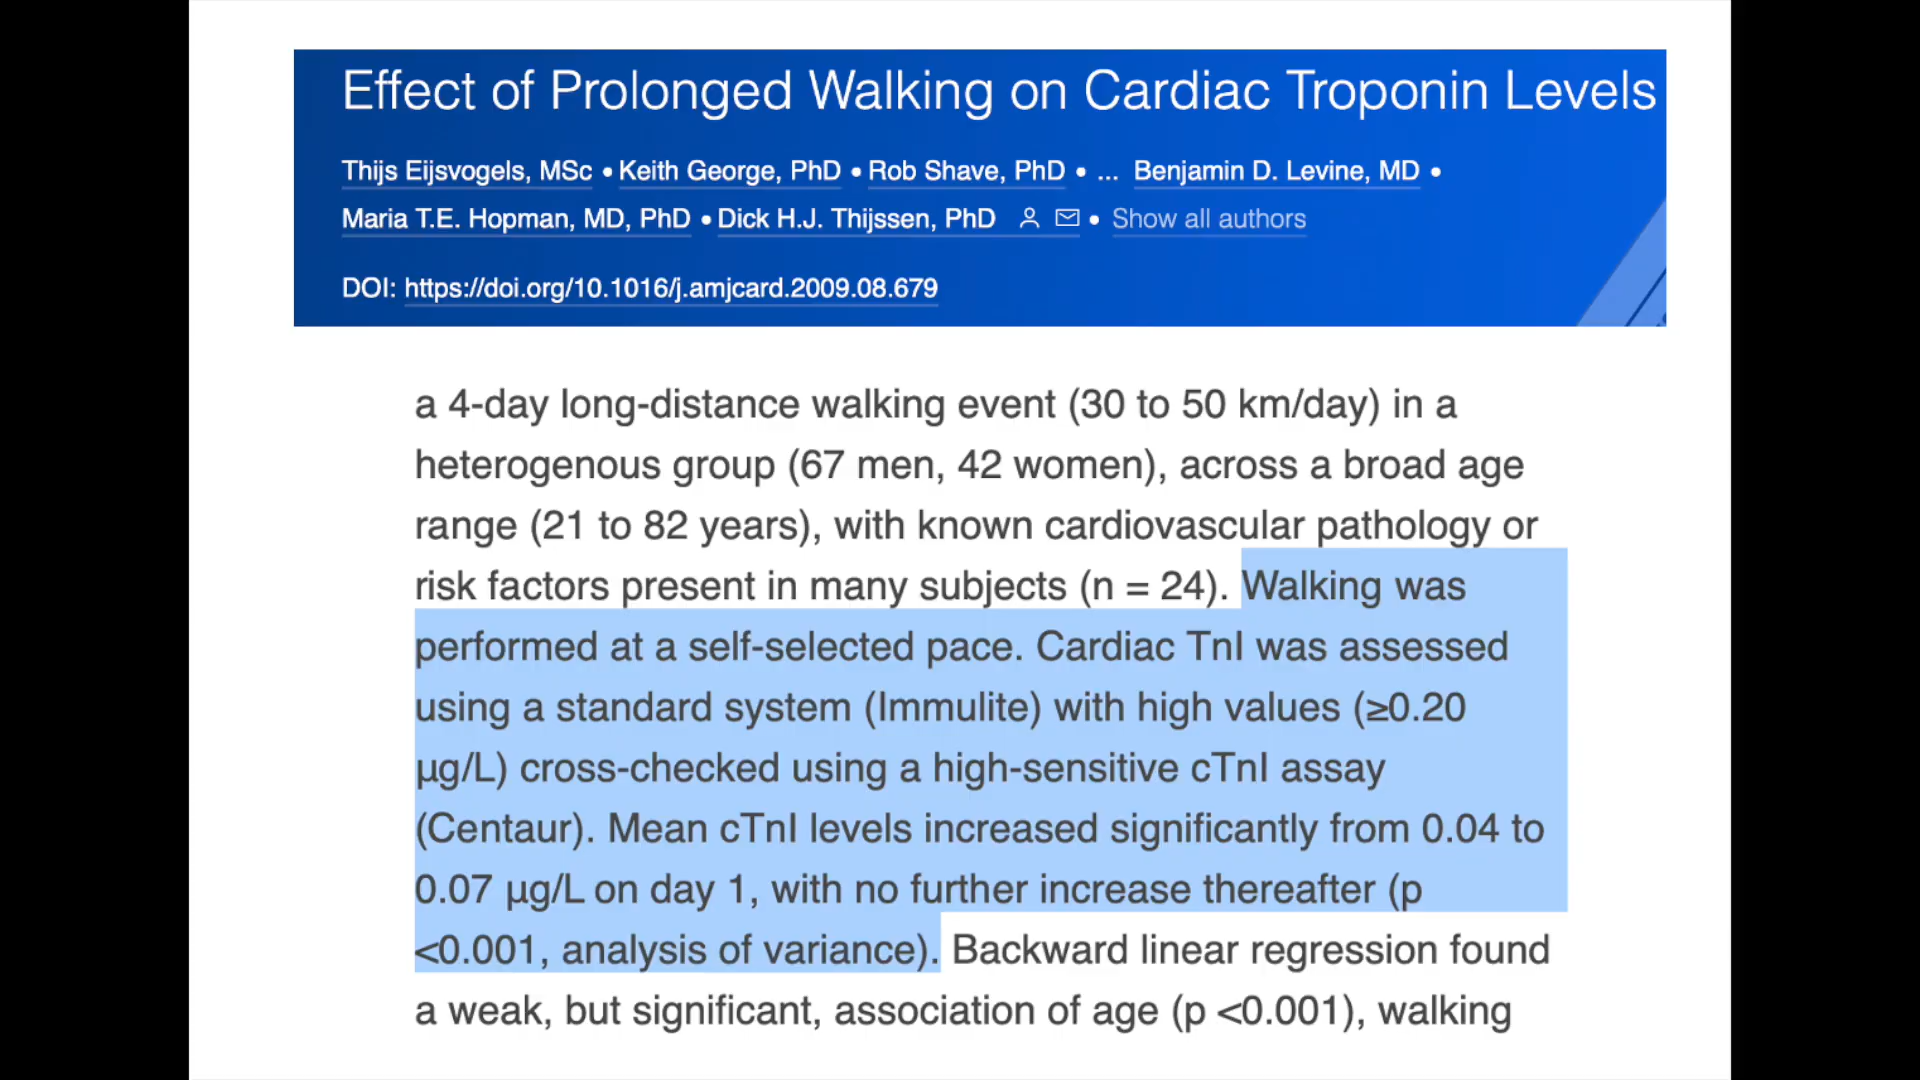 Effect of Prolonged Walking on Cardiac Troponin Levels
Thijs Eijsvogels, MSc • Keith George, PhD • Rob Shave, PhD • ... Benjamin D. Levine, MD •
Maria T.E. Hopman, MD, PhD • Dick H.J. Thijssen, PhD • Show all authors
DOI: https://doi.org/10.1016/j.amjcard.2009.08.679
a 4-day long-distance walking event (30 to 50 km/day) in a
heterogenous group (67 men, 42 women), across a broad age
range (21 to 82 years), with known cardiovascular pathology or
risk factors present in many subjects (n = 24). Walking was
performed at a self-selected pace. Cardiac TnI was assessed
using a standard system (Immulite) with high values (≥0.20
μg/L) cross-checked using a high-sensitive cTnI assay
(Centaur). Mean cTnI levels increased significantly from 0.04 to
0.07 μg/L on day 1, with no further increase thereafter (p
<0.001, analysis of variance). Backward linear regression found
a weak, but significant, association of age (p <0.001), walking